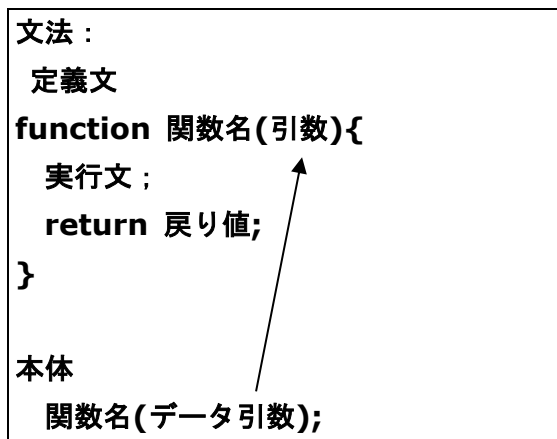 文法：
定義文
function 関数名(引数){
実行文；
return 戻り値;
}
本体
関数名(データ引数);